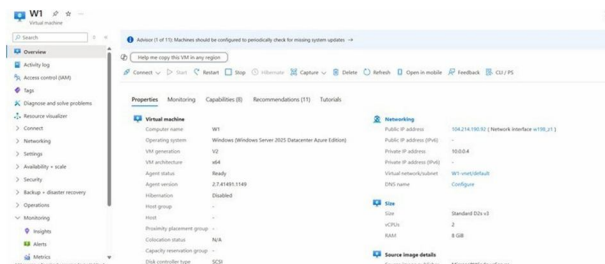 W1
Virtual machine
Search
Advisor (1 of 11): Machines should be configured to periodically check for missing system updates →
Help me copy this VM in any region
Connect Start Restart Stop Hibernate Capture Delete Refresh Open in mobile Feedback CLI / PS
Overview
Activity log
Access control (IAM)
Tags
Diagnose and solve problems
Resource visualizer
Connect
Networking
Settings
Availability + scale
Security
Backup + disaster recovery
Operations
Monitoring
Insights
Alerts
Metrics
Properties Monitoring Capabilities (8) Recommendations (11) Tutorials
Virtual machine
Computer name W1
Operating system Windows (Windows Server 2025 Datacenter Azure Edition)
VM generation V2
VM architecture x64
Agent status Ready
Agent version 2.7.41491.1149
Hibernation Disabled
Host group -
Host -
Proximity placement group -
Colocation status N/A
Capacity reservation group -
Disk controller type SCSI
Networking
Public IP address 104.214.190.92 ( Network interface )
Public IP address (IPv6) -
Private IP address 10.0.0.4
Private IP address (IPv6) -
Virtual network/subnet W1-vnet/default
DNS name Configure
Size
Size Standard D2s v3
vCPUs 2
RAM 8 GiB
Source image details